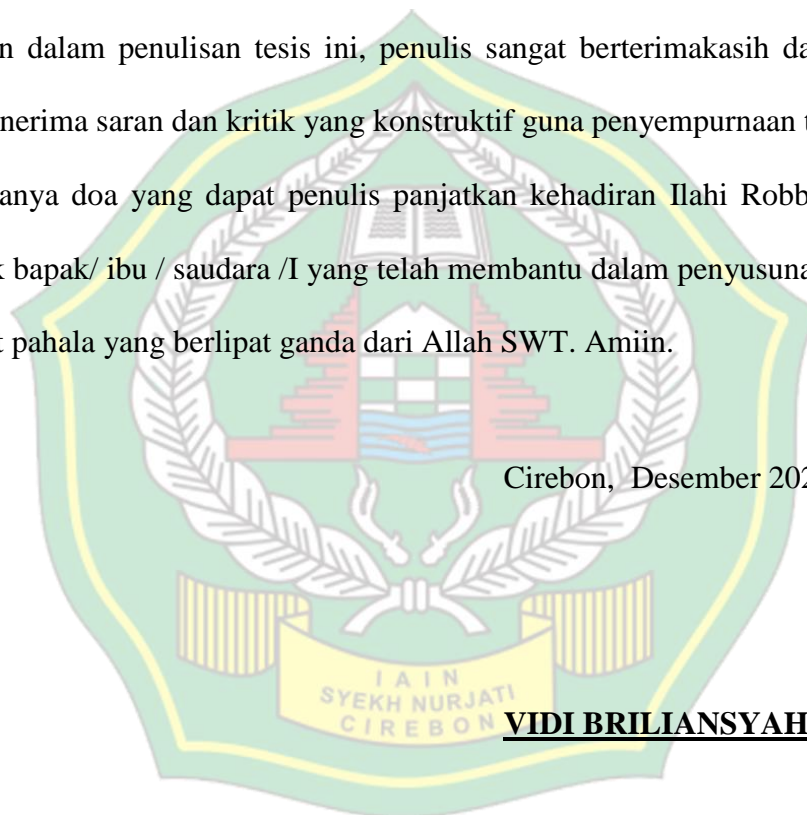 n dalam penulisan tesis ini, penulis sangat berterimakasih da
nerima saran dan kritik yang konstruktif guna penyempurnaan t
anya doa yang dapat penulis panjatkan kehadiran Ilahi Robb
k bapak/ ibu / saudara /I yang telah membantu dalam penyusuna
t pahala yang berlipat ganda dari Allah SWT. Amiin.
Cirebon, Desember 202
IAIN
SYEKH NURJATI
CIREBON
VIDI BRILIANSYAH